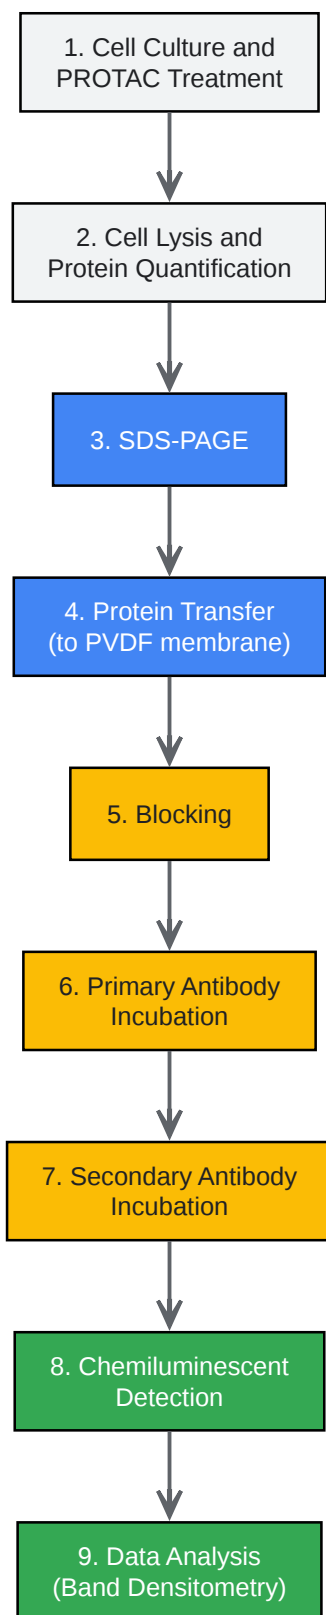 1. Cell Culture and
PROTAC Treatment
2. Cell Lysis and
Protein Quantification
3. SDS-PAGE
4. Protein Transfer
(to PVDF membrane)
5. Blocking
6. Primary Antibody
Incubation
7. Secondary Antibody
Incubation
8. Chemiluminescent
Detection
9. Data Analysis
(Band Densitometry)